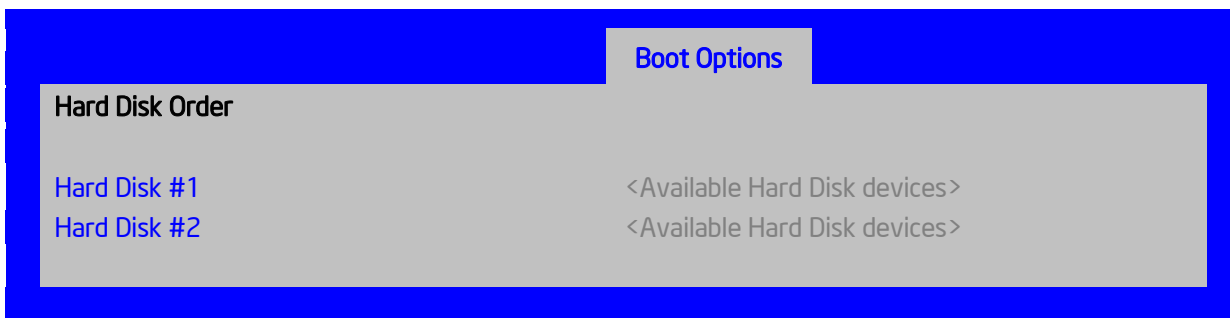 Boot Options
Hard Disk Order
Hard Disk #1 <Available Hard Disk devices>
Hard Disk #2 <Available Hard Disk devices>